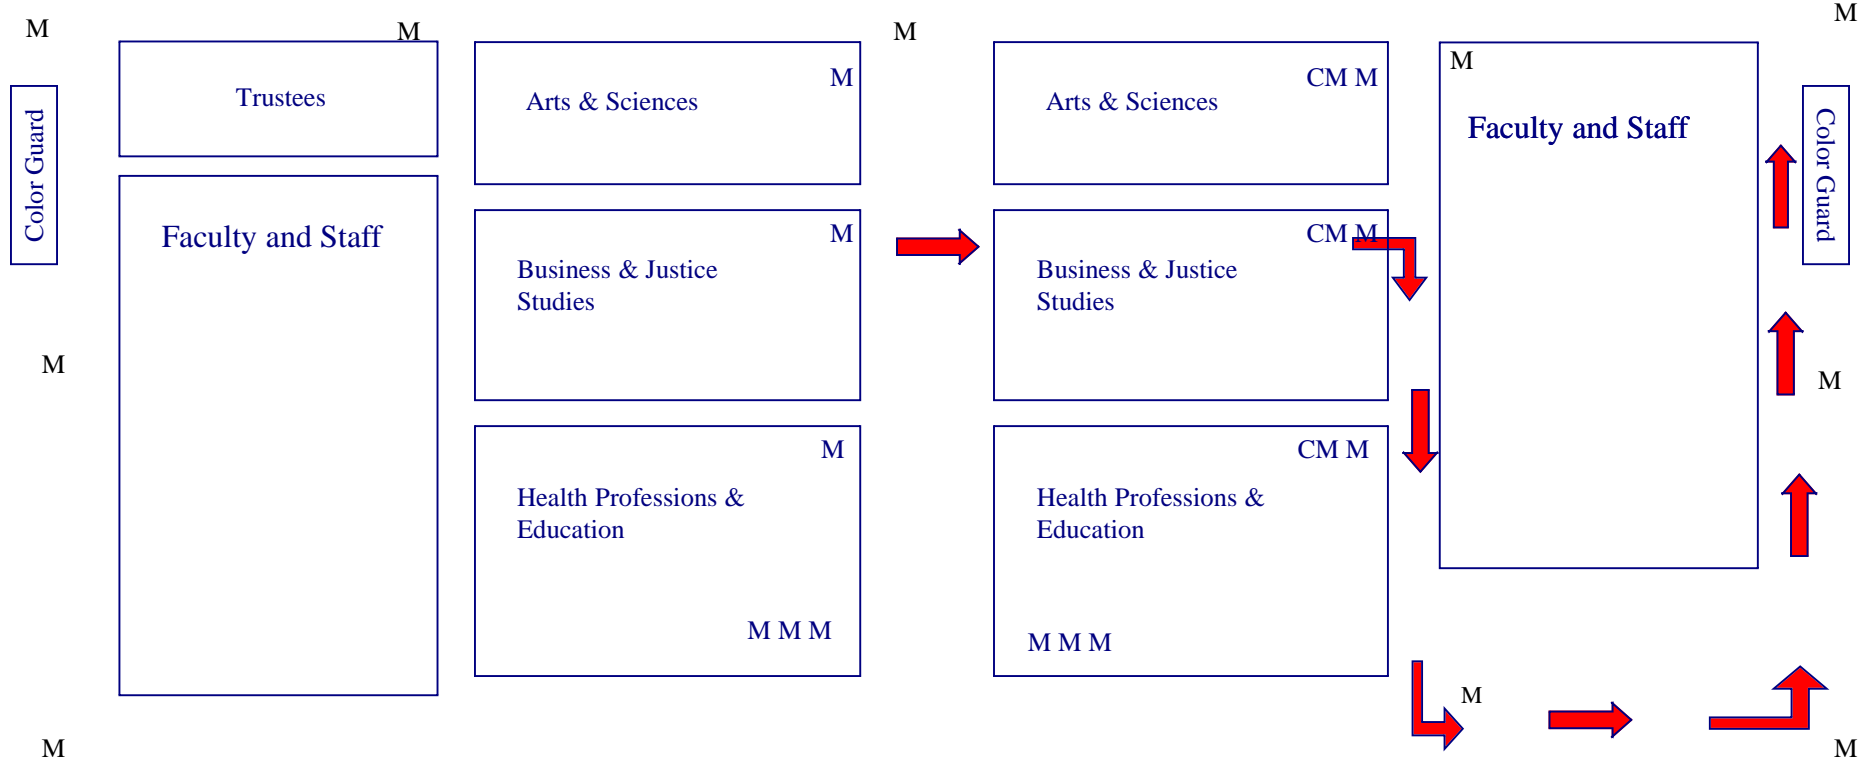 M
M
M
M
Color Guard
Trustees
Faculty and Staff
M
M
M
Arts & Sciences
M
Business & Justice
Studies
M
Health Professions &
Education
M M M
CM M
Arts & Sciences
CM M
Business & Justice
Studies
CM M
Health Professions &
Education
M M M
M
Faculty and Staff
Color Guard
M
M
M